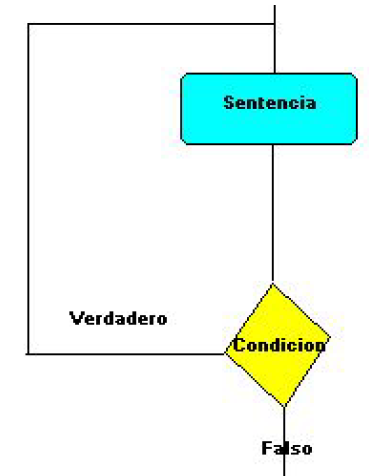 Sentencia
Verdadero
Condicion
Falso